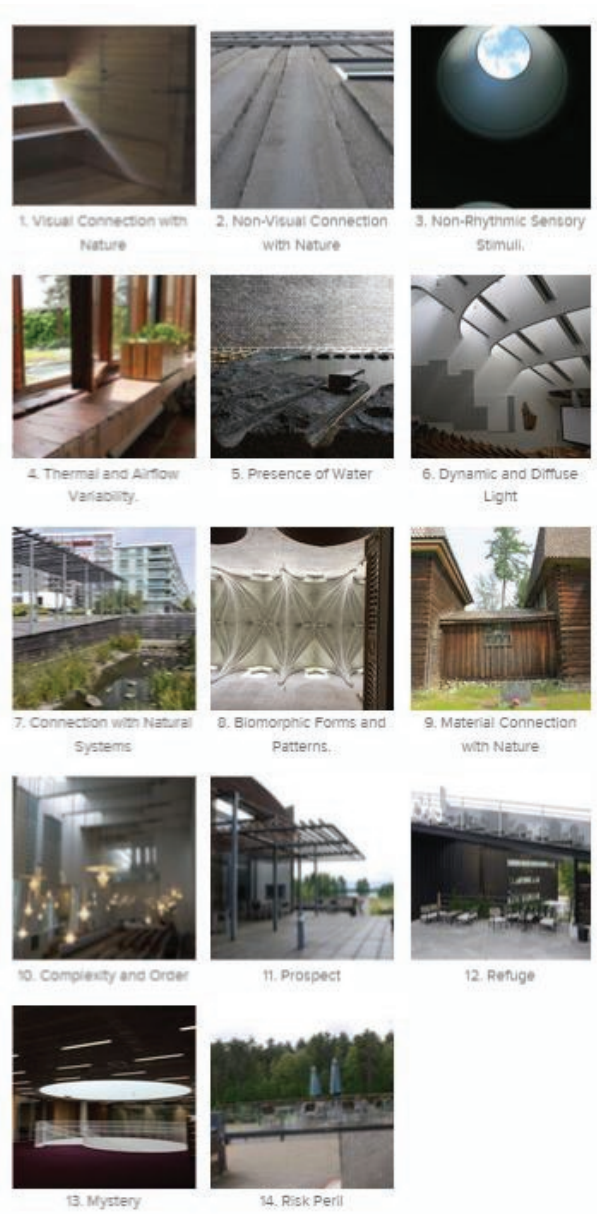 1. Visual Connection with
Nature
2. Non-Visual Connection
with Nature
3. Non-Rhythmic Sensory
Stimuli.
4. Thermal and Airflow
Variability.
5. Presence of Water
6. Dynamic and Diffuse
Light
7. Connection with Natural
Systems
8. Biomorphic Forms and
Patterns.
9. Material Connection
with Nature
10. Complexity and Order
11. Prospect
12. Refuge
13. Mystery
14. Risk Peril